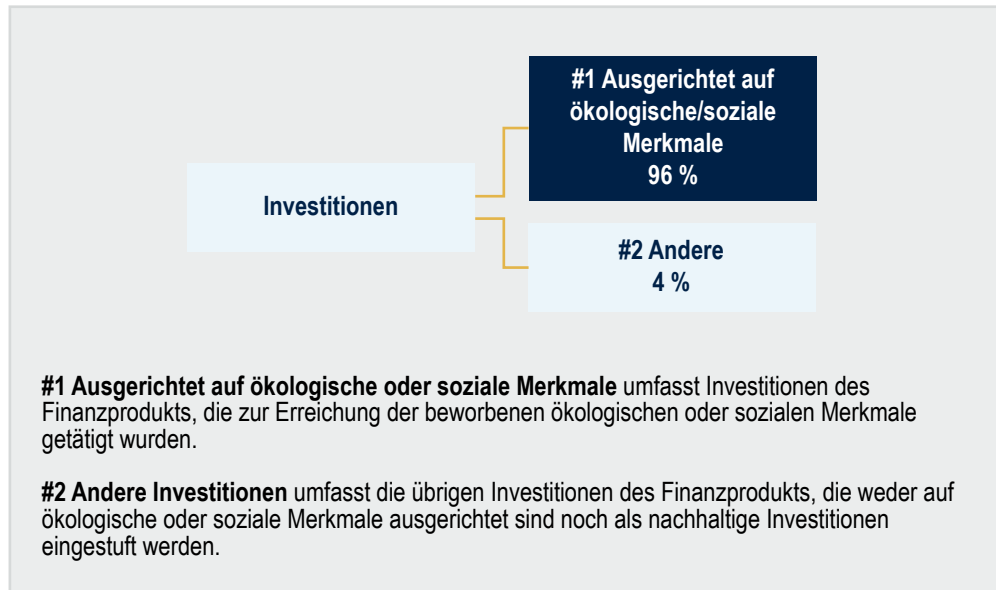 #1 Ausgerichtet auf
ökologische/soziale
Merkmale
96 %
Investitionen
#2 Andere
4 %
#1 Ausgerichtet auf ökologische oder soziale Merkmale umfasst Investitionen des
Finanzprodukts, die zur Erreichung der beworbenen ökologischen oder sozialen Merkmale
getätigt wurden.
#2 Andere Investitionen umfasst die übrigen Investitionen des Finanzprodukts, die weder auf
ökologische oder soziale Merkmale ausgerichtet sind noch als nachhaltige Investitionen
eingestuft werden.